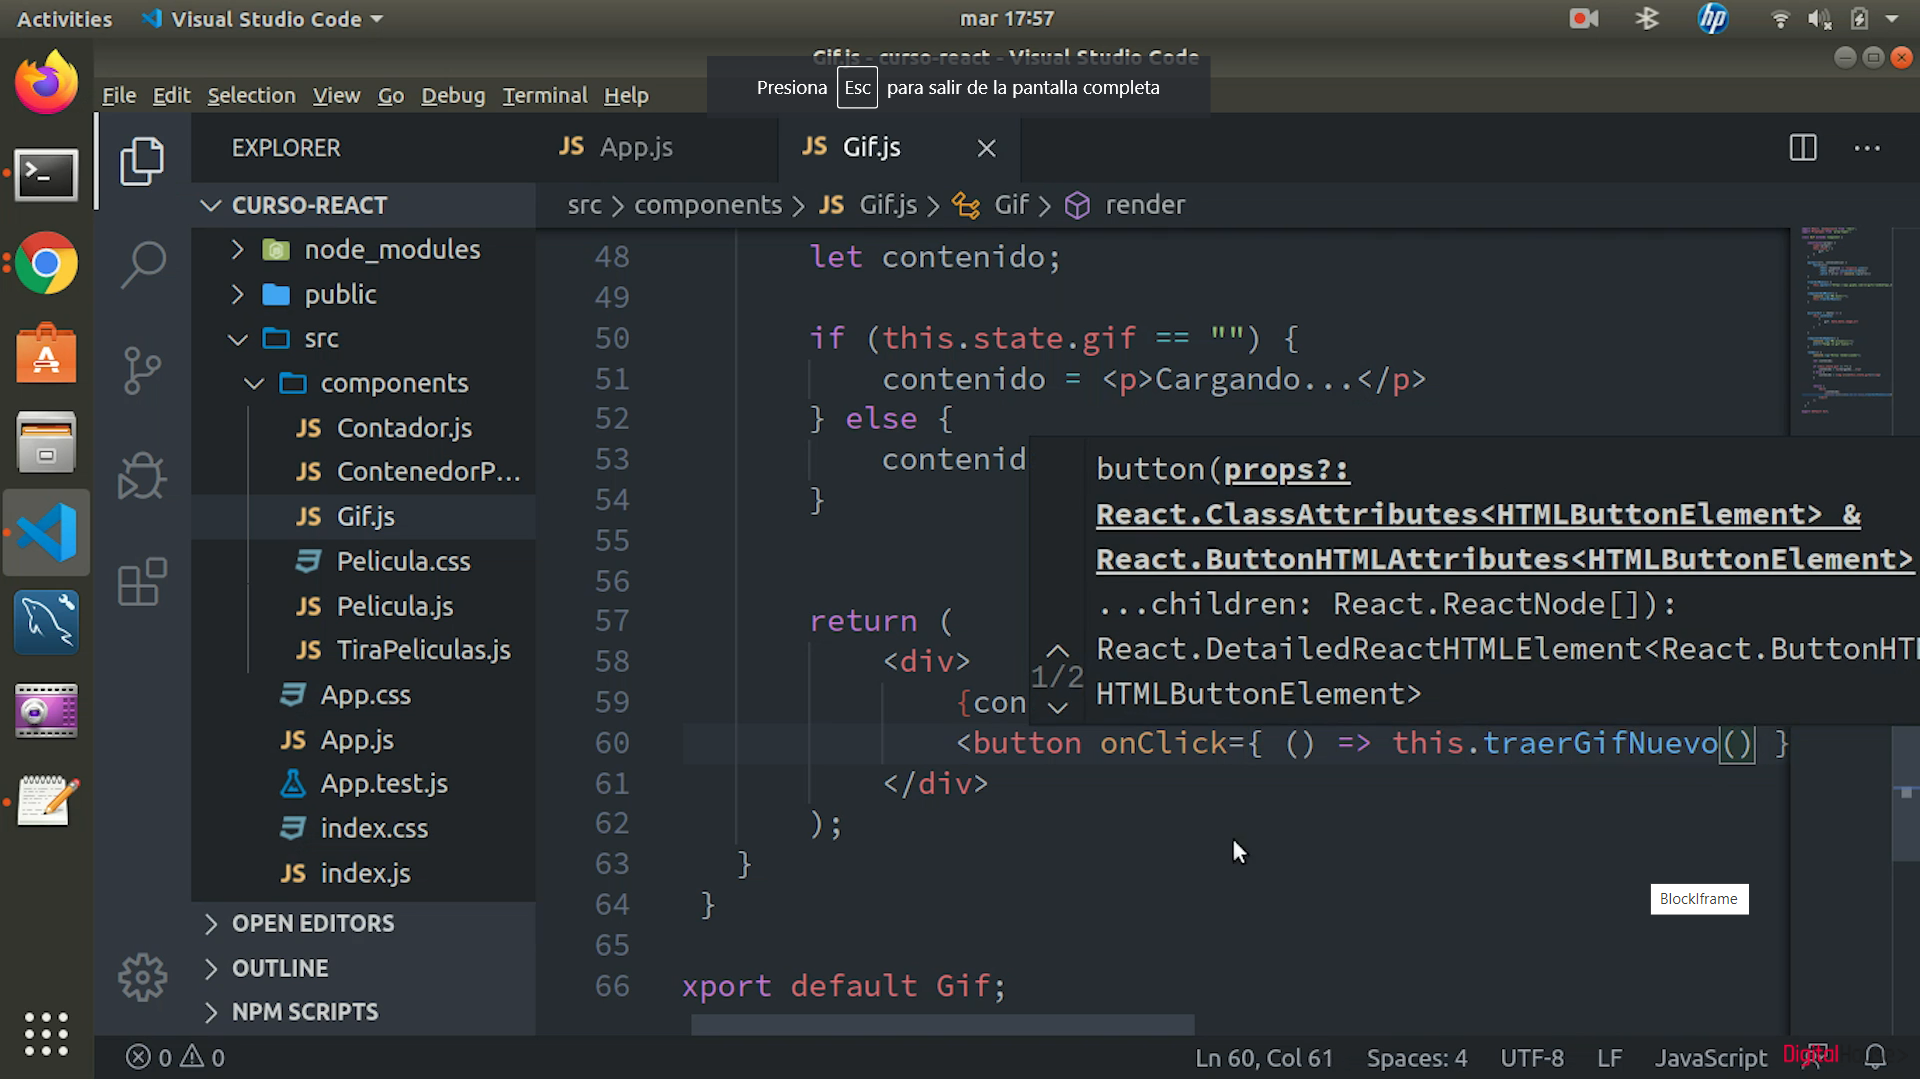 Activities
Visual Studio Code
mar 17:57
hp
Gif.js - curso-react - Visual Studio Code
Presiona Esc para salir de la pantalla completa
File Edit Selection View Go Debug Terminal Help
EXPLORER
JS App.js
JS Gif.js
CURSO-REACT
src > components > JS Gif.js > Gif > render
node_modules
public
src
components
JS Contador.js
JS ContenedorP...
JS Gif.js
Pelicula.css
JS Pelicula.js
JS TiraPeliculas.js
App.css
JS App.js
App.test.js
index.css
JS index.js
OPEN EDITORS
OUTLINE
NPM SCRIPTS
48 let contenido;
49
50 if (this.state.gif == "") {
51 contenido = <p>Cargando...</p>
52 } else {
53 contenid
54 }
55
56
57 return (
58 <div>
59 {con
60 <button onClick={ () => this.traerGifNuevo() }
61 </div>
62 );
63 }
64 }
65
66 xport default Gif;
button(props?:
React.ClassAttributes<HTMLButtonElement> &
React.ButtonHTMLAttributes<HTMLButtonElement>
...children: React.ReactNode[]):
React.DetailedReactHTMLElement<React.ButtonHT
HTMLButtonElement>
1/2
BlockIframe
0 0
Ln 60, Col 61 Spaces: 4 UTF-8 LF JavaScript
Digital